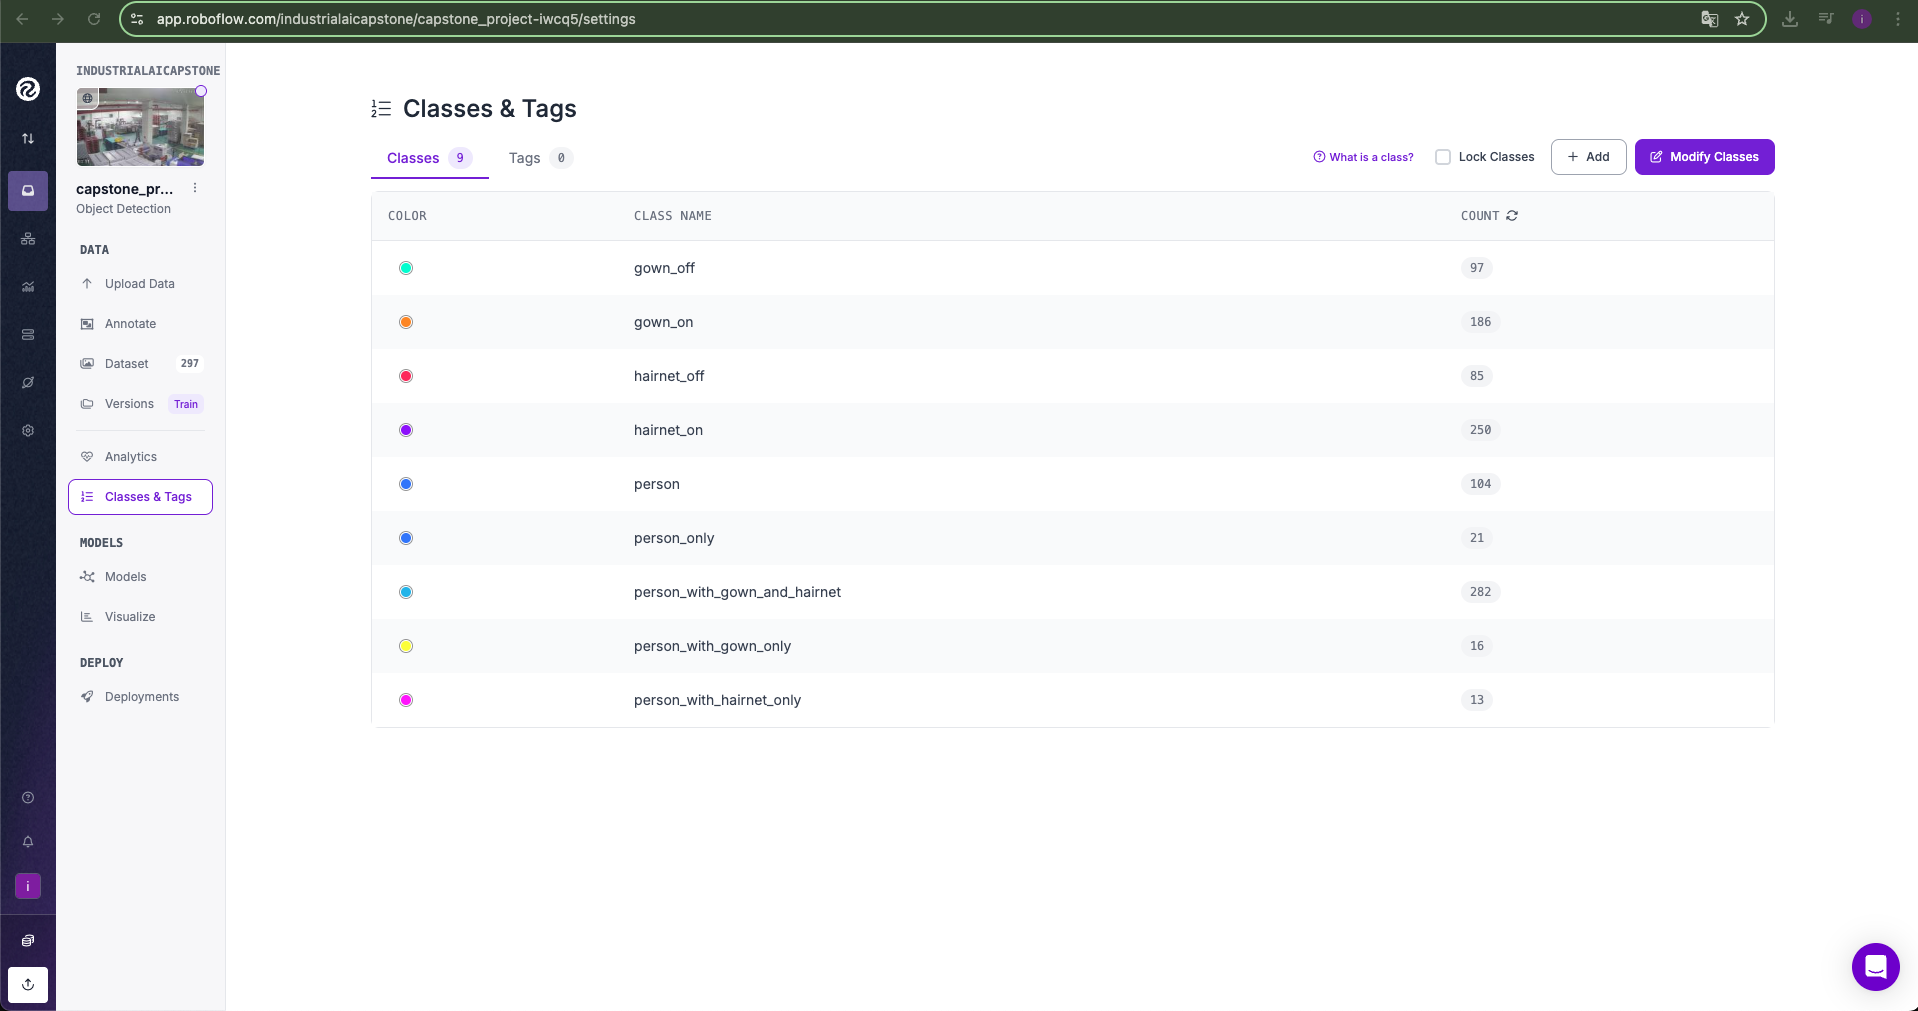 app.roboflow.com/industrialaicapstone/capstone_project-iwcq5/settings
i
INDUSTRIALAICAPSTONE
capstone_pr...
Object Detection
DATA
Upload Data
Annotate
Dataset 297
Versions Train
Analytics
Classes & Tags
MODELS
Models
Visualize
DEPLOY
Deployments
i
Classes & Tags
Classes 9 Tags 0
What is a class? Lock Classes + Add Modify Classes
COLOR CLASS NAME COUNT
gown_off 97
gown_on 186
hairnet_off 85
hairnet_on 250
person 104
person_only 21
person_with_gown_and_hairnet 282
person_with_gown_only 16
person_with_hairnet_only 13